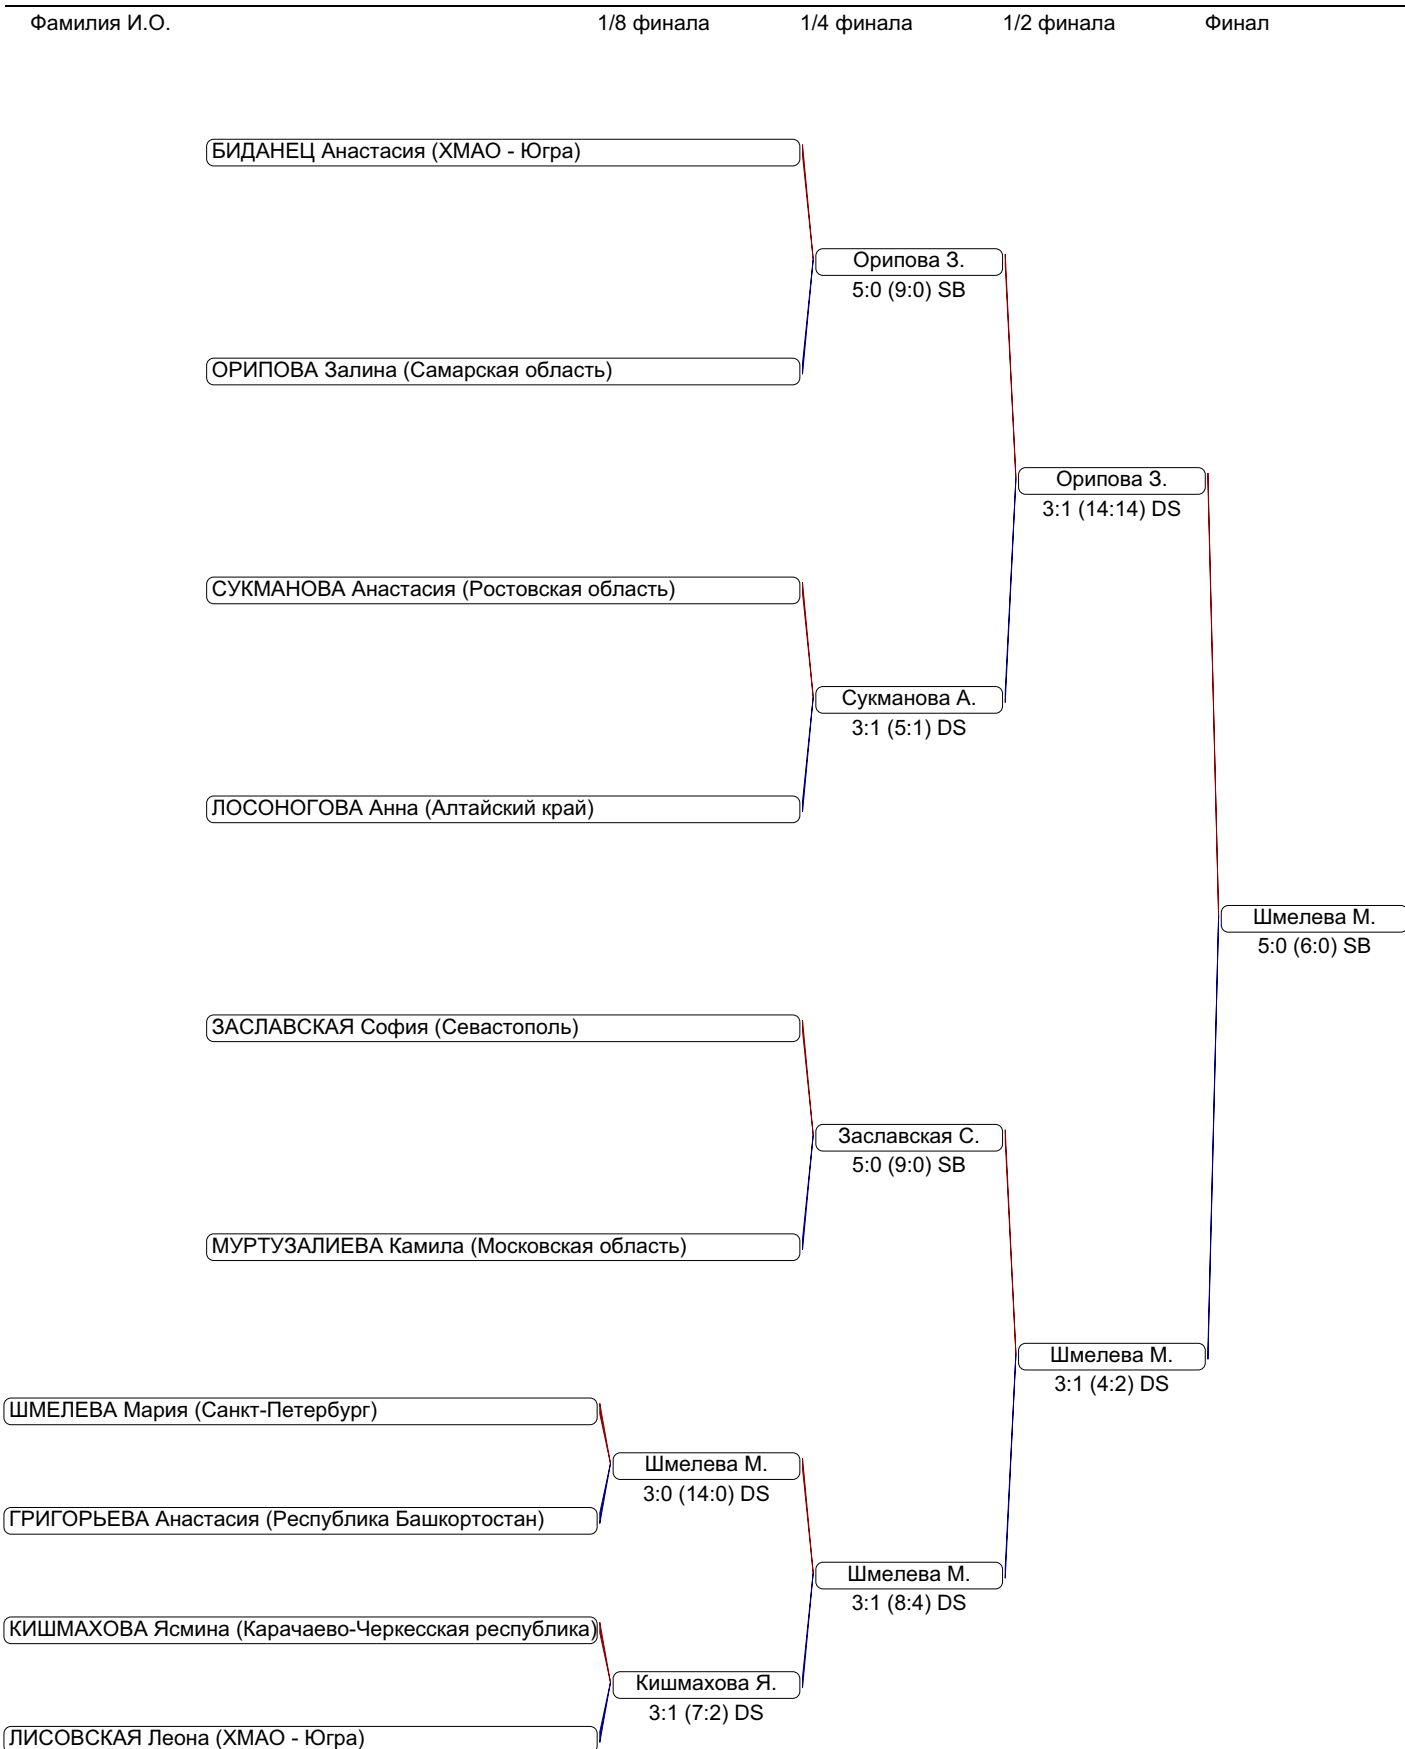 Фамилия И.О. 1/8 финала 1/4 финала 1/2 финала Финал
БИДАНЕЦ Анастасия (ХМАО - Югра)
Орипова З.
5:0 (9:0) SB
ОРИПОВА Залина (Самарская область)
Орипова З.
3:1 (14:14) DS
СУКМАНОВА Анастасия (Ростовская область)
Сукманова А.
3:1 (5:1) DS
ЛОСОНОГОВА Анна (Алтайский край)
Шмелева М.
5:0 (6:0) SB
ЗАСЛАВСКАЯ София (Севастополь)
Заславская С.
5:0 (9:0) SB
МУРТУЗАЛИЕВА Камила (Московская область)
Шмелева М.
3:1 (4:2) DS
ШМЕЛЕВА Мария (Санкт-Петербург)
Шмелева М.
3:0 (14:0) DS
ГРИГОРЬЕВА Анастасия (Республика Башкортостан)
Шмелева М.
3:1 (8:4) DS
КИШМАХОВА Ясмина (Карачаево-Черкесская республика)
Кишмахова Я.
3:1 (7:2) DS
ЛИСОВСКАЯ Леона (ХМАО - Югра)